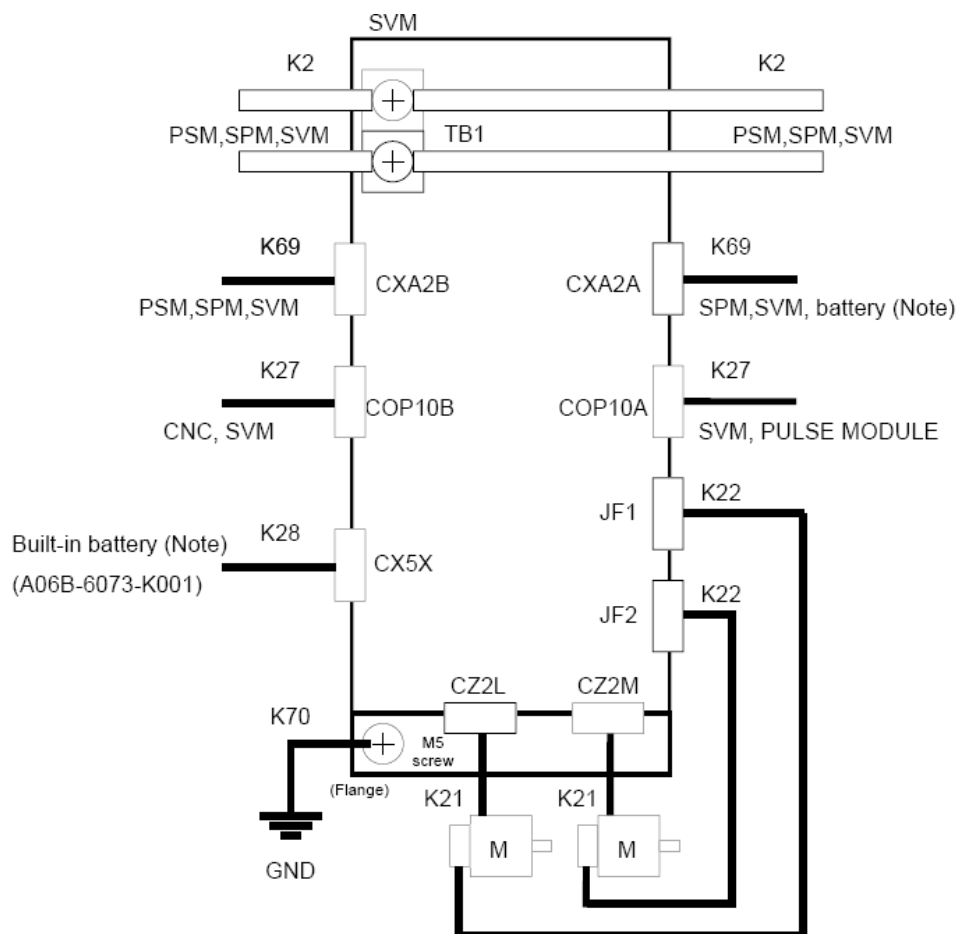 SVM
K2
K2
PSM,SPM,SVM
TB1
PSM,SPM,SVM
K69
K69
CXA2B
CXA2A
PSM,SPM,SVM
SPM,SVM, battery (Note)
K27
K27
COP10B
COP10A
CNC, SVM
SVM, PULSE MODULE
K22
JF1
Built-in battery (Note)
K28
(A06B-6073-K001)
CX5X
K22
JF2
CZ2L
CZ2M
K70
M5
screw
(Flange)
K21
K21
M
M
GND